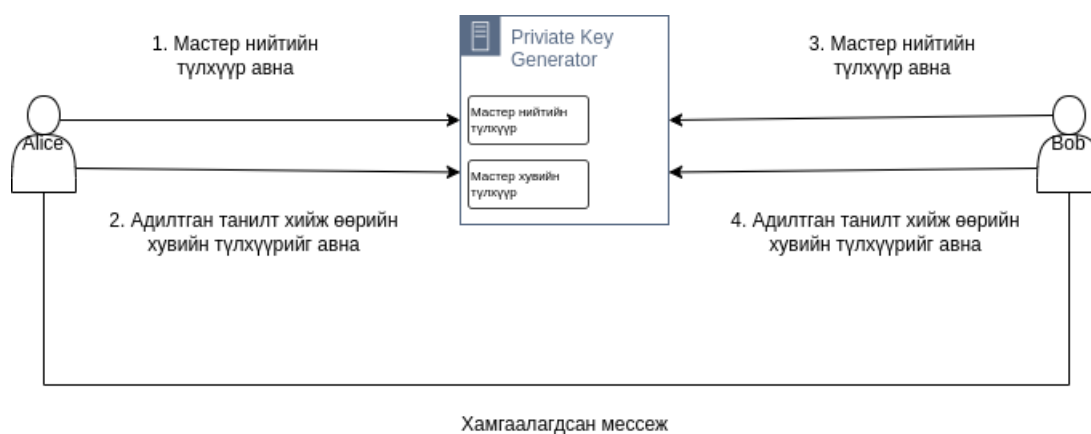 1. Мастер нийтийн
түлхүүр авна
Priviate Key
Generator
3. Мастер нийтийн
түлхүүр авна
Мастер нийтийн
түлхүүр
Alice
Bob
Мастер хувийн
түлхүүр
2. Адилтган танилт хийж өөрийн
хувийн түлхүүрийг авна
4. Адилтган танилт хийж өөрийн
хувийн түлхүүрийг авна
Хамгаалагдсан мессеж